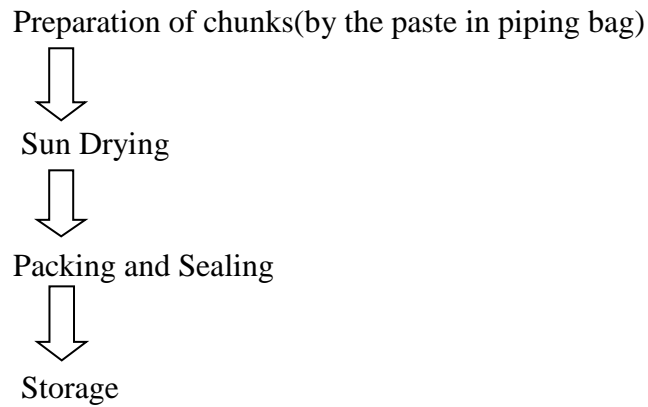 Preparation of chunks(by the paste in piping bag)
Sun Drying
Packing and Sealing
Storage